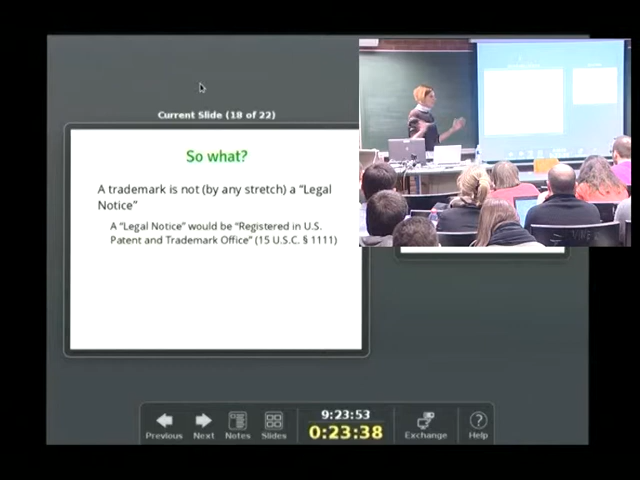 Current Slide (18 of 22)
So what?
A trademark is not (by any stretch) a “Legal
Notice”
A “Legal Notice” would be “Registered in U.S.
Patent and Trademark Office” (15 U.S.C. § 1111)
9:23:53
0:23:38
Previous
Next
Notes
Slides
Exchange
Help